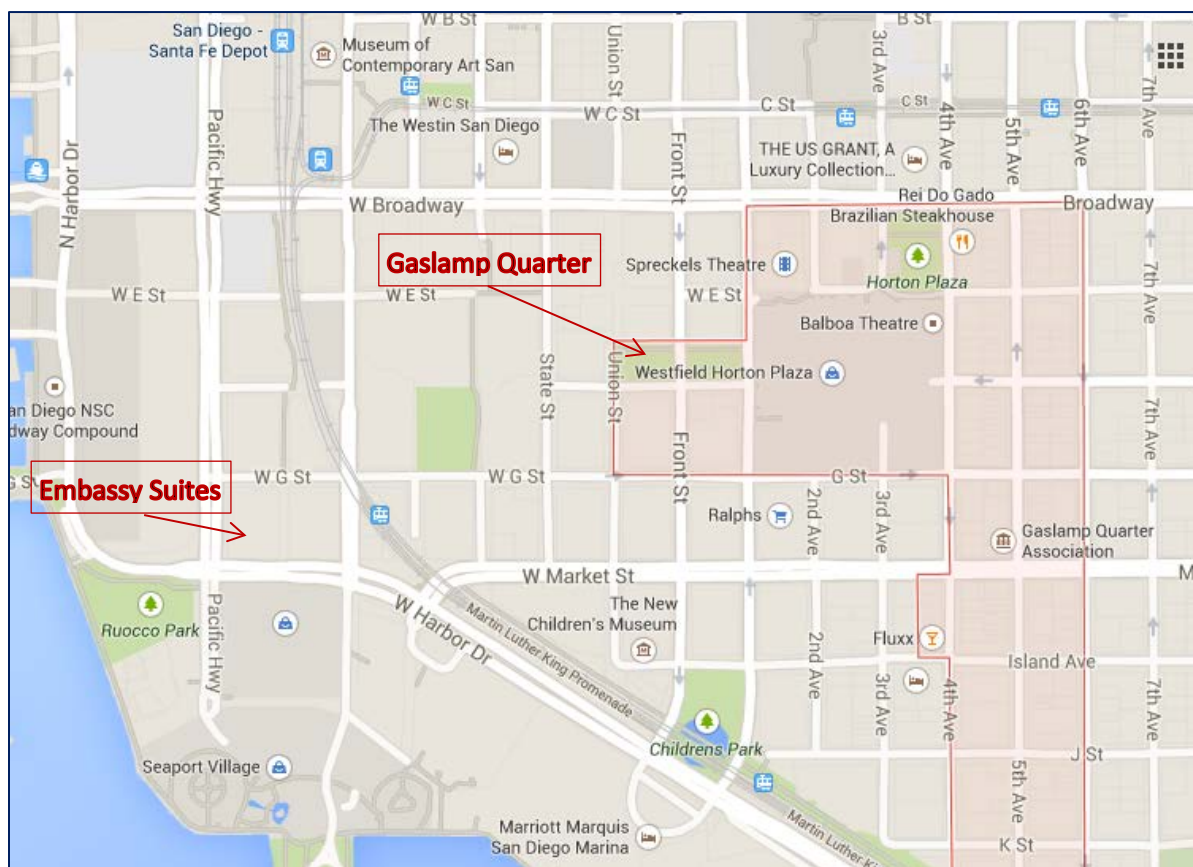 W B St
B St
San Diego -
Santa Fe Depot
Museum of
Contemporary Art San
Union St
3rd Ave
4th Ave
5th Ave
6th Ave
7th Ave
N Harbor Dr
Pacific Hwy
W C St
W C St
C St
C St
The Westin San Diego
Front St
THE US GRANT, A
Luxury Collection...
Rei Do Gado
Brazilian Steakhouse
W Broadway
Broadway
Gaslamp Quarter
Spreckels Theatre
Horton Plaza
7th Ave
W E St
W E St
W E St
Balboa Theatre
State St
Union St
Westfield Horton Plaza
an Diego NSC
dway Compound
7th Ave
Front St
Embassy Suites
G St
W G St
W G St
G St
Ralphs
2nd Ave
3rd Ave
Gaslamp Quarter
Association
7th Ave
W Market St
M
Ruocco Park
Pacific Hwy
W Harbor Dr
Martin Luther King Promenade
The New
Children's Museum
Fluxx
2nd Ave
3rd Ave
4th Ave
Island Ave
7th Ave
Childrens Park
J St
Seaport Village
5th Ave
Marriott Marquis
San Diego Marina
Martin Luther King
K St